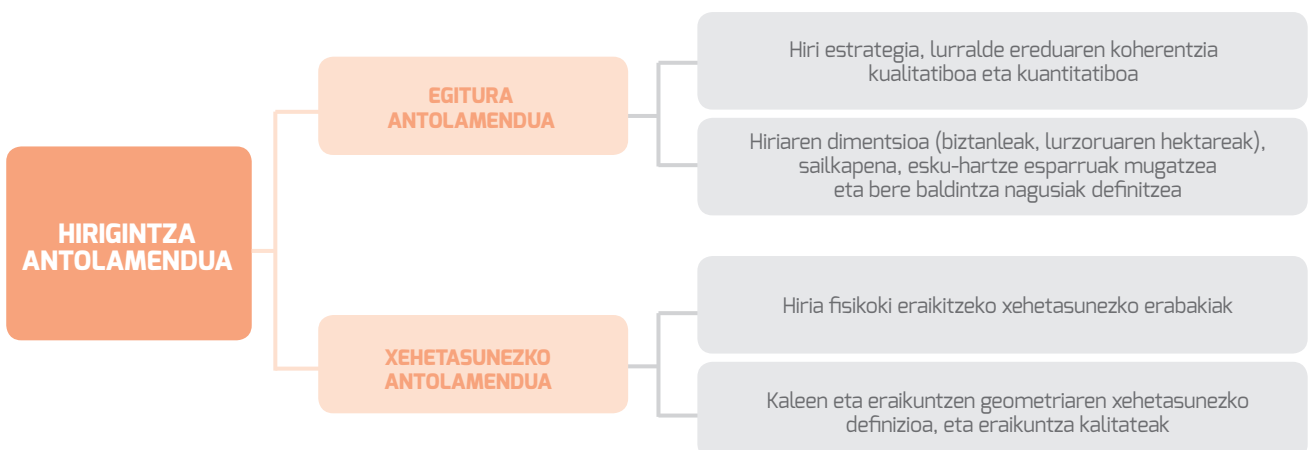 HIRIGINTZA
ANTOLAMENDUA
EGITURA
ANTOLAMENDUA
Hiri estrategia, lurralde ereduaren koherentzia
kualitatiboa eta kuantitatiboa
Hiriaren dimentsioa (biztanleak, lurzoruaren hektareak),
sailkapena, esku-hartze esparruak mugatzea
eta bere baldintza nagusiak definitzea
XEHETASUNEZKO
ANTOLAMENDUA
Hiria fisikoki eraikitzeko xehetasunezko erabakiak
Kaleen eta eraikuntzen geometriaren xehetasunezko
definizioa, eta eraikuntza kalitateak